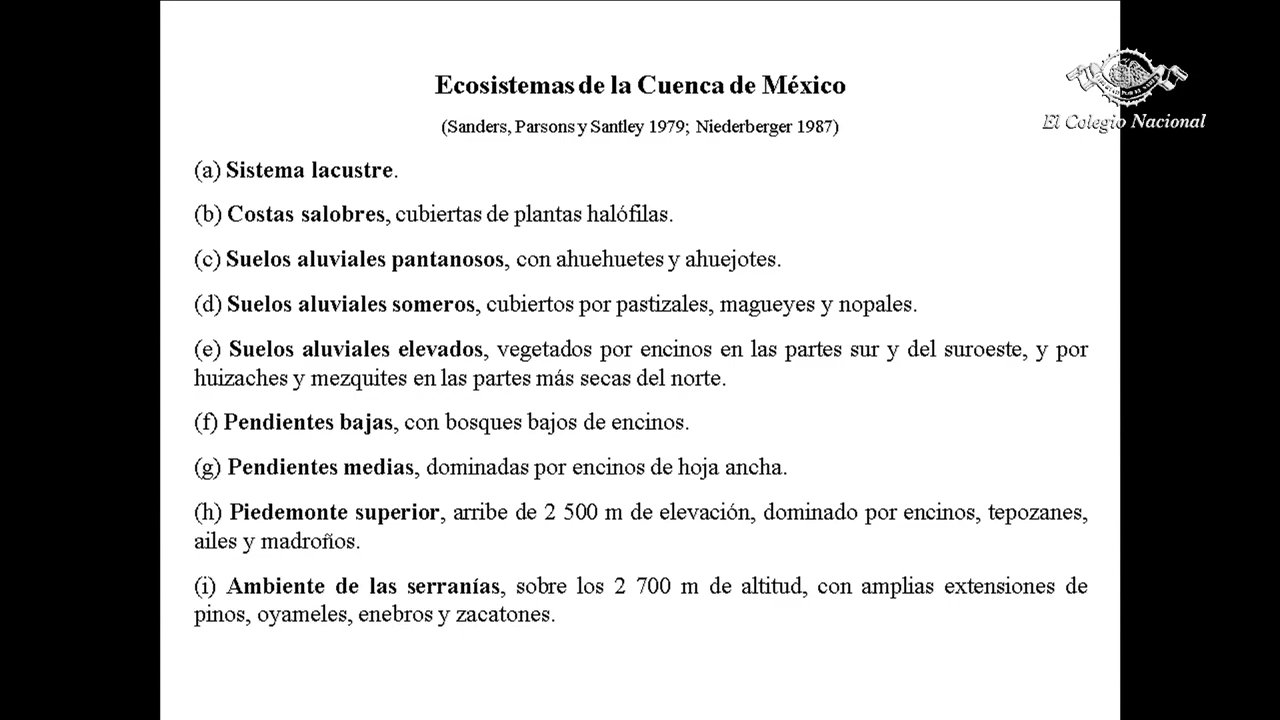 Ecosistemas de la Cuenca de México
(Sanders, Parsons y Santley 1979; Niederberger 1987)
El Colegio Nacional
(a) Sistema lacustre.
(b) Costas salobres, cubiertas de plantas halófilas.
(c) Suelos aluviales pantanosos, con ahuehuetes y ahuejotes.
(d) Suelos aluviales someros, cubiertos por pastizales, magueyes y nopales.
(e) Suelos aluviales elevados, vegetados por encinos en las partes sur y del suroeste, y por
huizaches y mezquites en las partes más secas del norte.
(f) Pendientes bajas, con bosques bajos de encinos.
(g) Pendientes medias, dominadas por encinos de hoja ancha.
(h) Piedemonte superior, arribe de 2 500 m de elevación, dominado por encinos, tepozanes,
ailes y madroños.
(i) Ambiente de las serranías, sobre los 2 700 m de altitud, con amplias extensiones de
pinos, oyameles, enebros y zacatones.